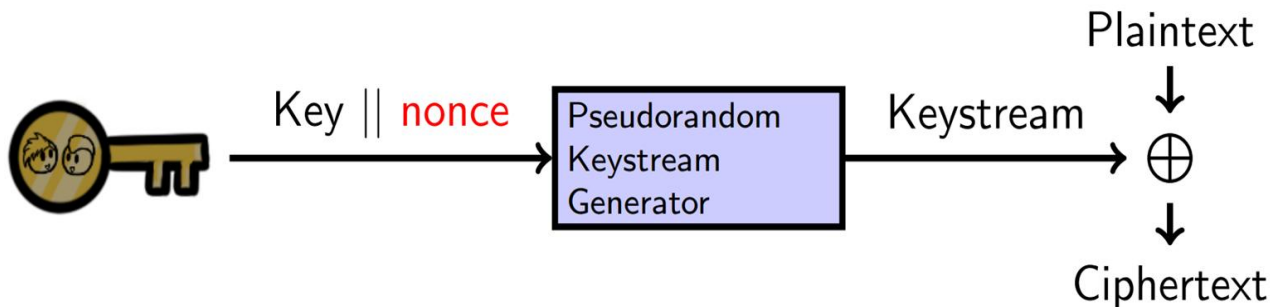 Plaintext
Key || nonce
Pseudorandom
Keystream
Generator
Keystream
Ciphertext